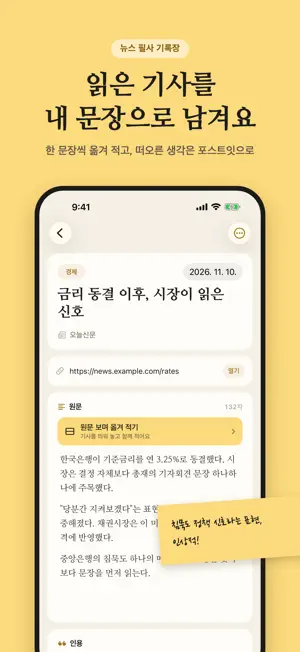 뉴스 필사 기록장
읽은 기사를
내 문장으로 남겨요
한 문장씩 옮겨 적고, 떠오른 생각은 포스트잇으로
9:41
경제
2026. 11. 10.
금리 동결 이후, 시장이 읽은
신호
오늘신문
https://news.example.com/rates
열기
원문
132자
원문 보며 옮겨 적기
기사를 띄워 놓고 함께 적어요
한국은행이 기준금리를 연 3.25%로 동결했다. 시
장은 결정 자체보다 총재의 기자회견 문장 하나하
나에 주목했다.
"당분간 지켜보겠다"는 표현
중해졌다. 채권시장은 이 미
격에 반영했다.
침묵도 정책 신호라는 표현,
인상적!
중앙은행의 침묵도 하나의 
보다 문장을 먼저 읽는다.
인용